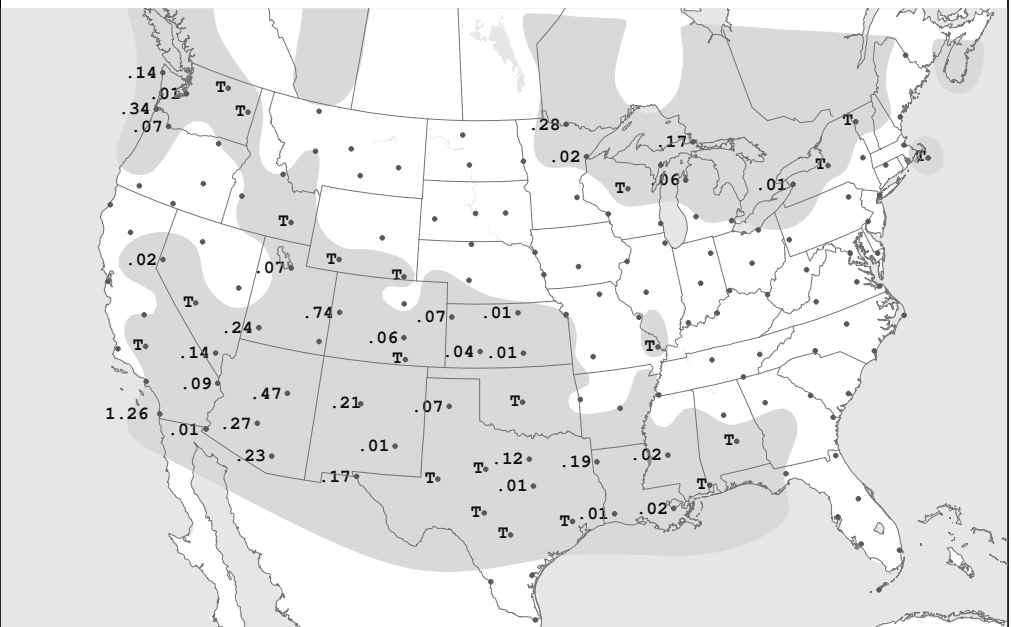 .14
.01 T
.34 T T
.07 .28
.17
.02
T T
T .06 .01
T
.02 T
.07 T
T
.74 .07 .01
.24
T .06 T
.14 T .04 .01
.09
.47
1.26 .21 .07 T
.27 T
.01
.01 .02
.23 .12 .19
T
.17 T
.01 T
T .01 .02
T
T